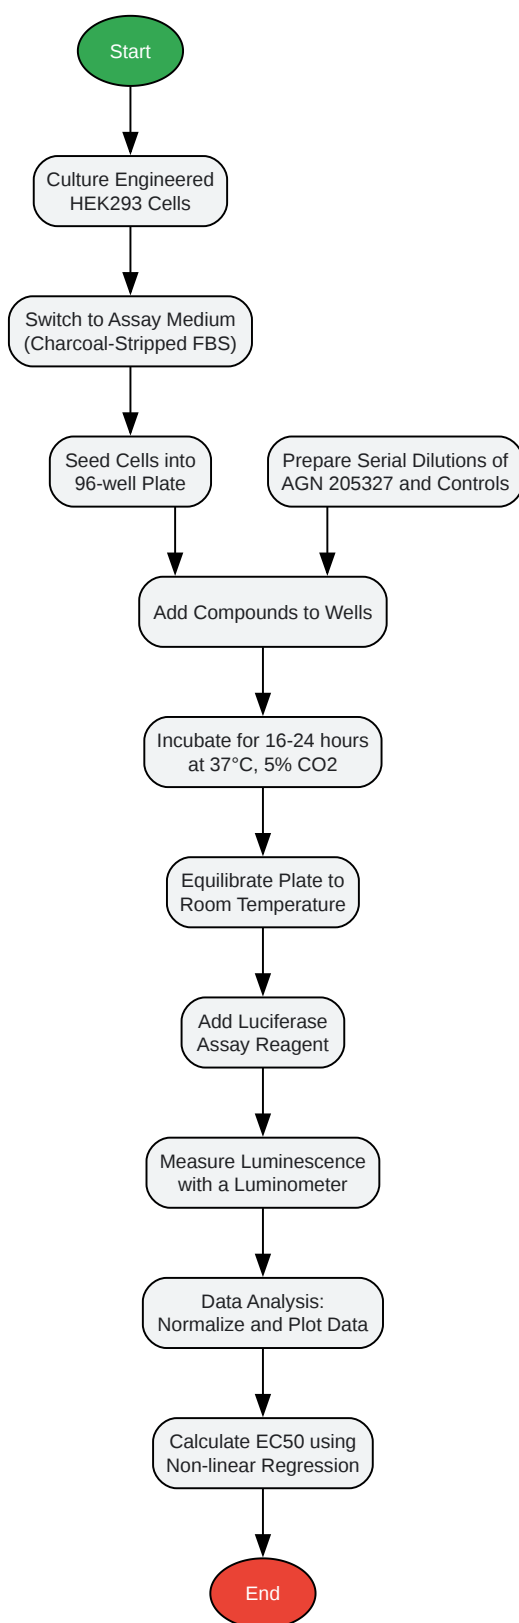 Start
Culture Engineered
HEK293 Cells
Switch to Assay Medium
(Charcoal-Stripped FBS)
Seed Cells into
96-well Plate
Prepare Serial Dilutions of
AGN 205327 and Controls
Add Compounds to Wells
Incubate for 16-24 hours
at 37°C, 5% CO2
Equilibrate Plate to
Room Temperature
Add Luciferase
Assay Reagent
Measure Luminescence
with a Luminometer
Data Analysis:
Normalize and Plot Data
Calculate EC50 using
Non-linear Regression
End